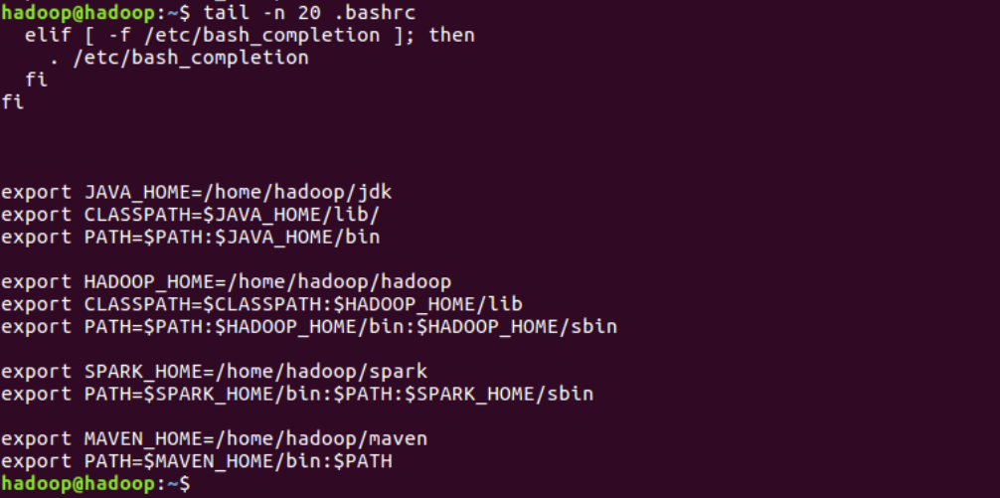 hadoop@hadoop:~$ tail -n 20 .bashrc
  elif [ -f /etc/bash_completion ]; then
    . /etc/bash_completion
  fi
fi

export JAVA_HOME=/home/hadoop/jdk
export CLASSPATH=$JAVA_HOME/lib/
export PATH=$PATH:$JAVA_HOME/bin

export HADOOP_HOME=/home/hadoop/hadoop
export CLASSPATH=$CLASSPATH:$HADOOP_HOME/lib
export PATH=$PATH:$HADOOP_HOME/bin:$HADOOP_HOME/sbin

export SPARK_HOME=/home/hadoop/spark
export PATH=$SPARK_HOME/bin:$PATH:$SPARK_HOME/sbin

export MAVEN_HOME=/home/hadoop/maven
export PATH=$MAVEN_HOME/bin:$PATH
hadoop@hadoop:~$